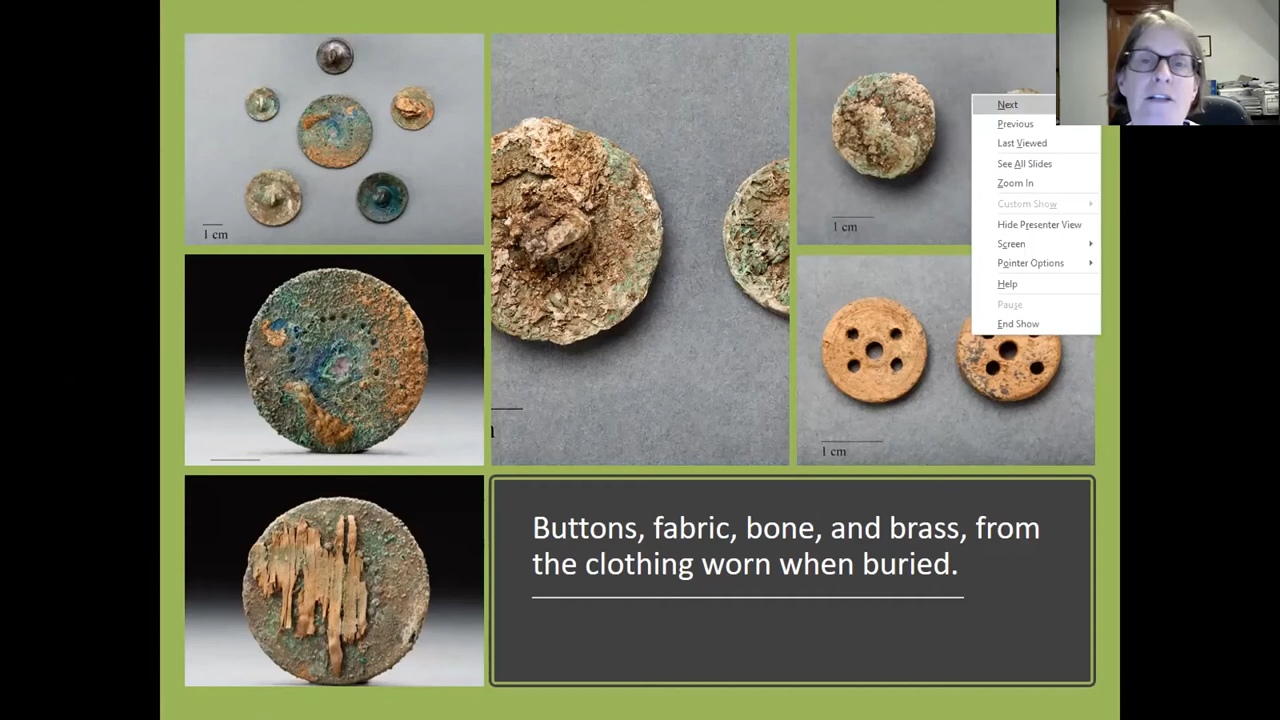 1 cm
1 cm
1 cm
Next
Previous
Last Viewed
See All Slides
Zoom In
Custom Show
Hide Presenter View
Screen
Pointer Options
Help
Pause
End Show
Buttons, fabric, bone, and brass, from
the clothing worn when buried.